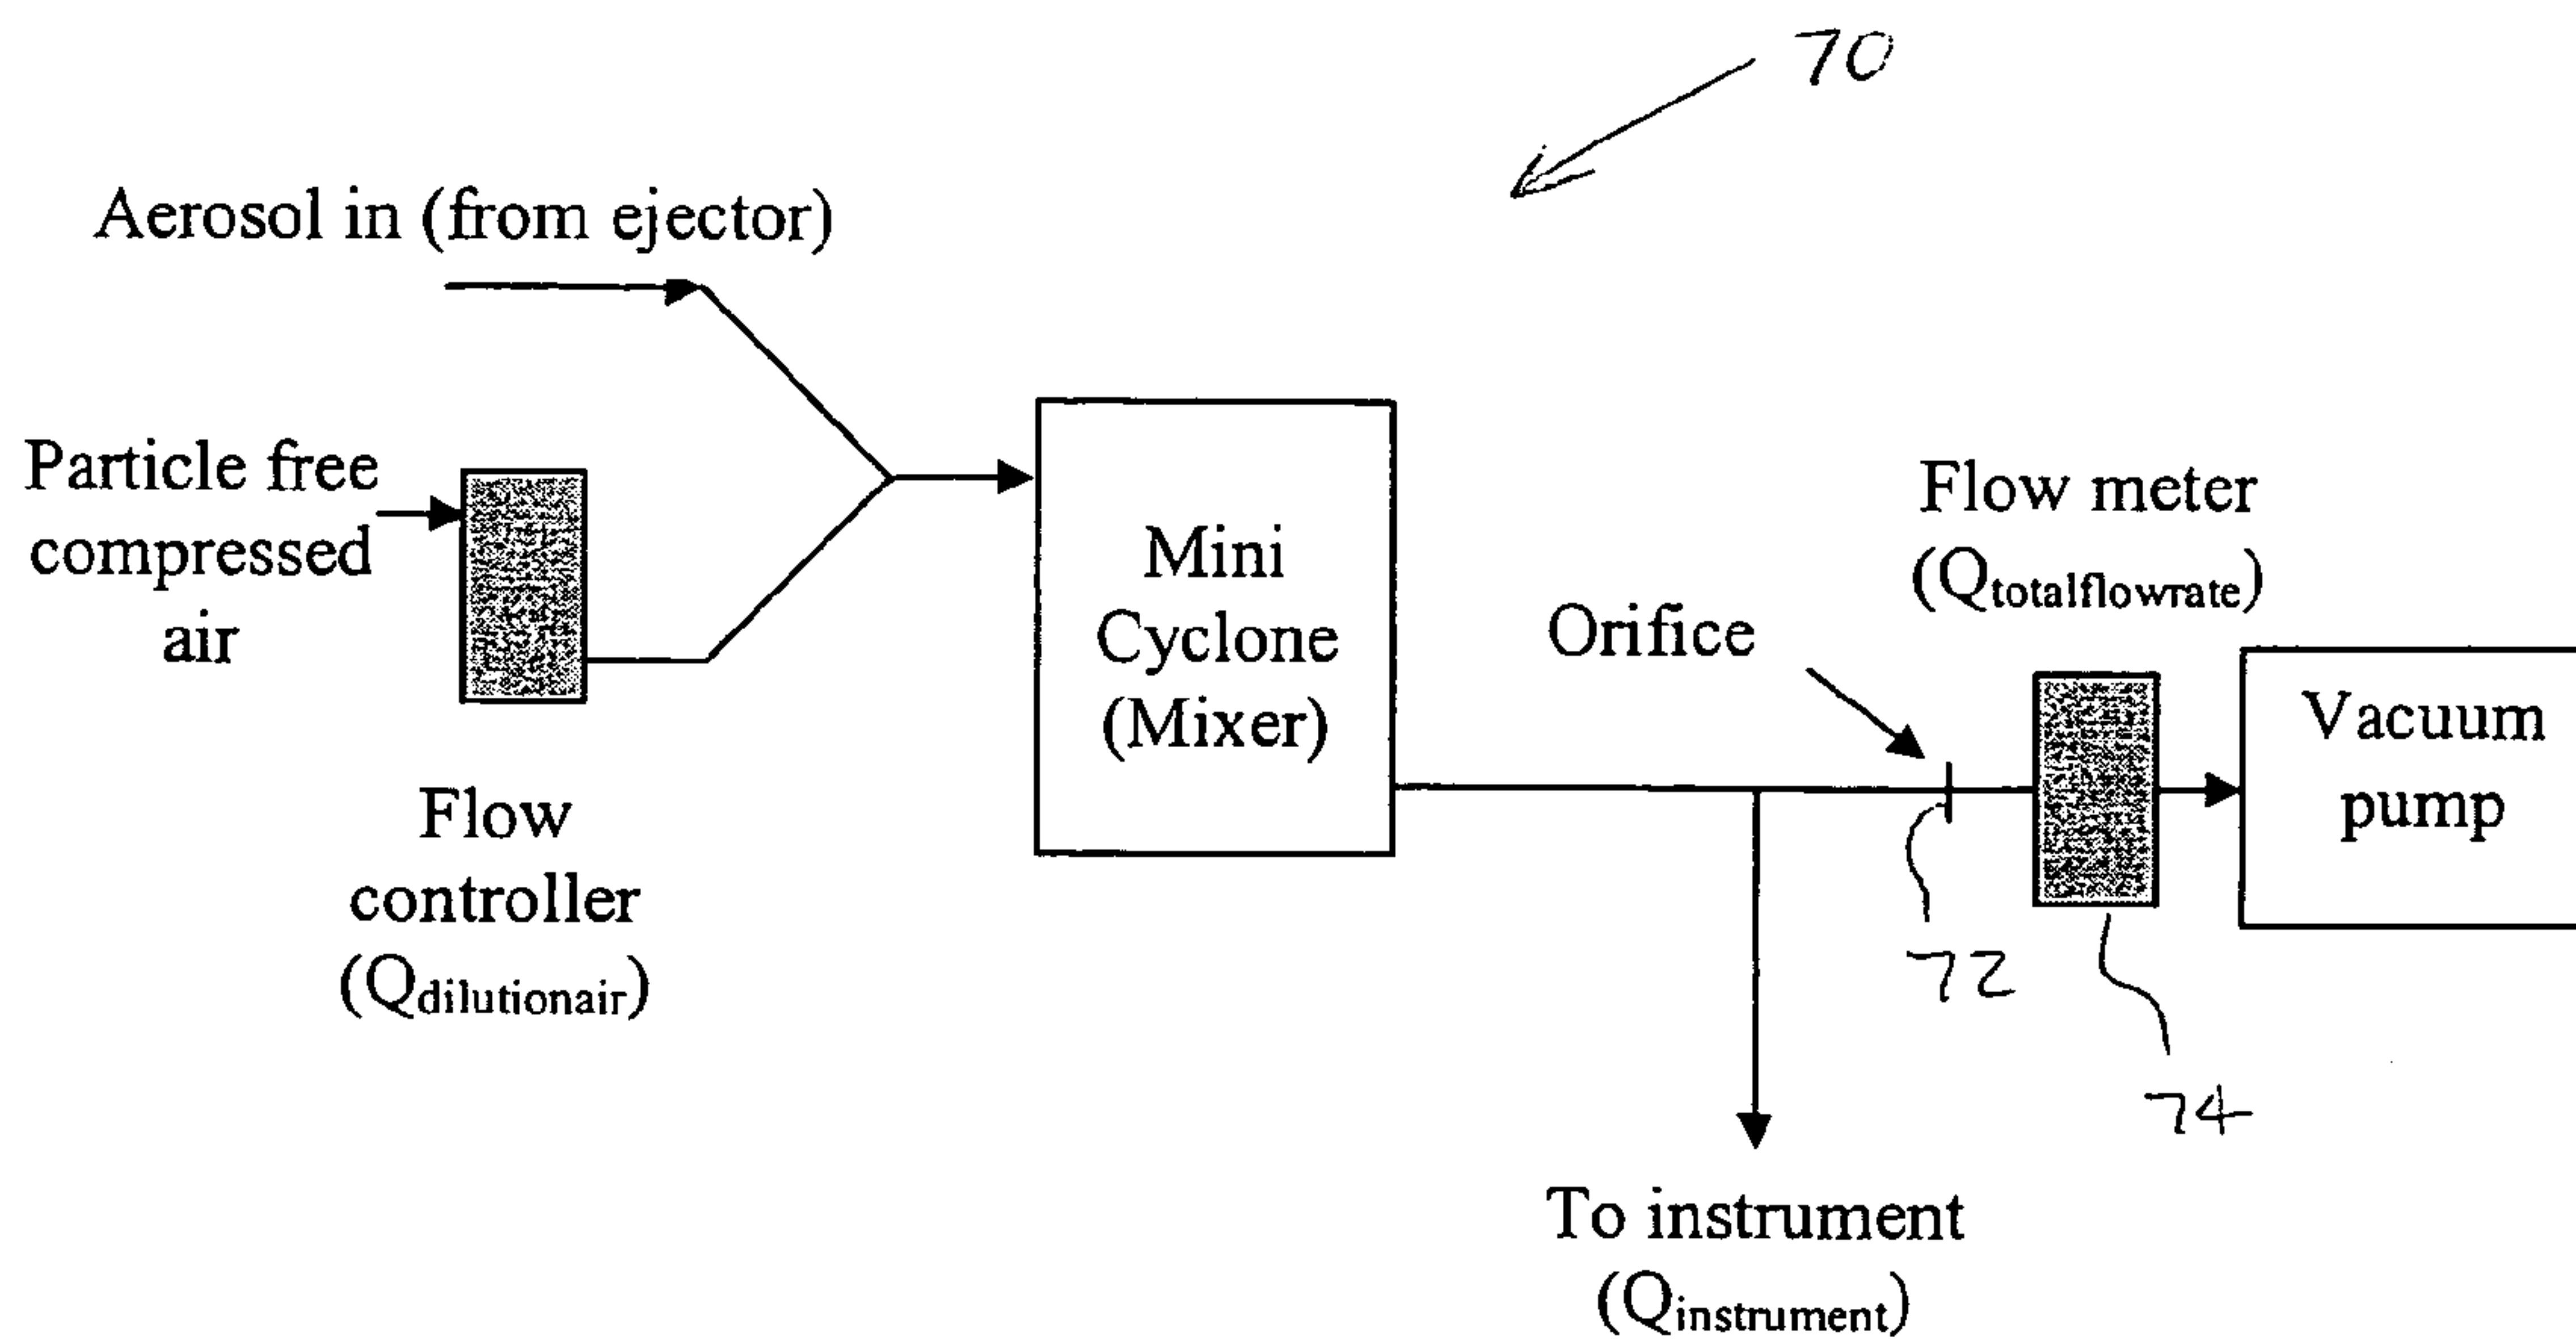 70
Aerosol in (from ejector)
Particle free
compressed
air
Flow
controller
(Qdilutionair)
Mini
Cyclone
(Mixer)
Orifice
Flow meter
(Qtotalflowrate)
Vacuum
pump
72
74
To instrument
(Qinstrument)